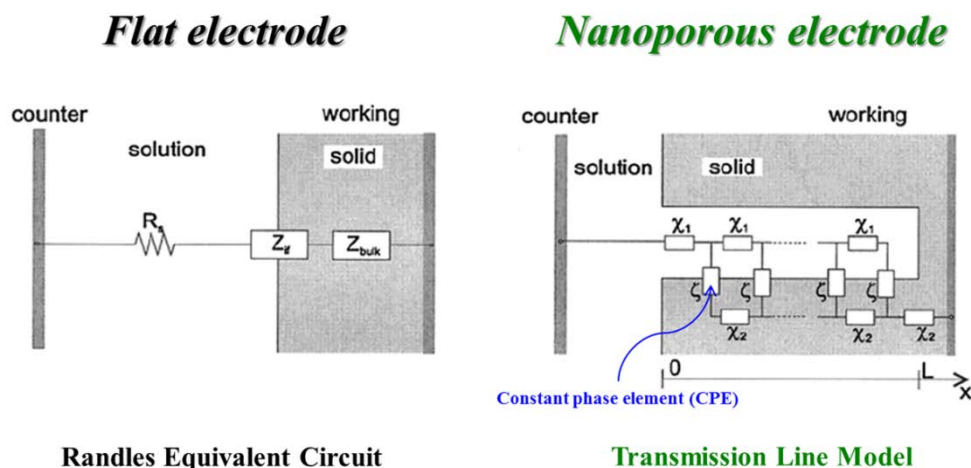 Flat electrode
Nanoporous electrode
counter
working
solution
solid
Rs
Zif
Zbulk
counter
working
solution
solid
χ1 χ1 χ1
ζ ζ ζ ζ
χ2 χ2 χ2
0 L x
Constant phase element (CPE)
Randles Equivalent Circuit
Transmission Line Model